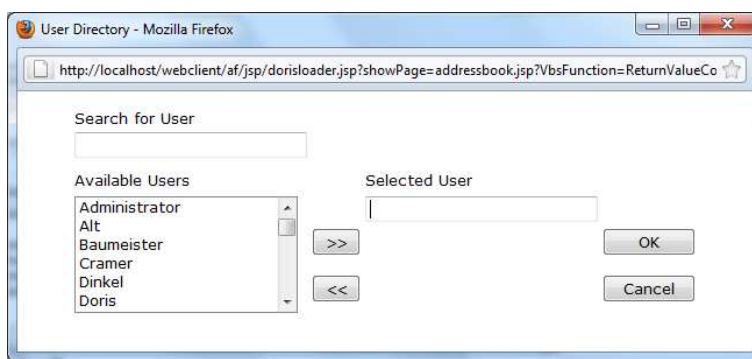 User Directory - Mozilla Firefox
http://localhost/webclient/af/jsp/dorisloader.jsp?showPage=addressbook.jsp?VbsFunction=ReturnValueCo
Search for User
Available Users
Selected User
Administrator
Alt
Baumeister
Cramer
Dinkel
Doris
>>
<<
OK
Cancel